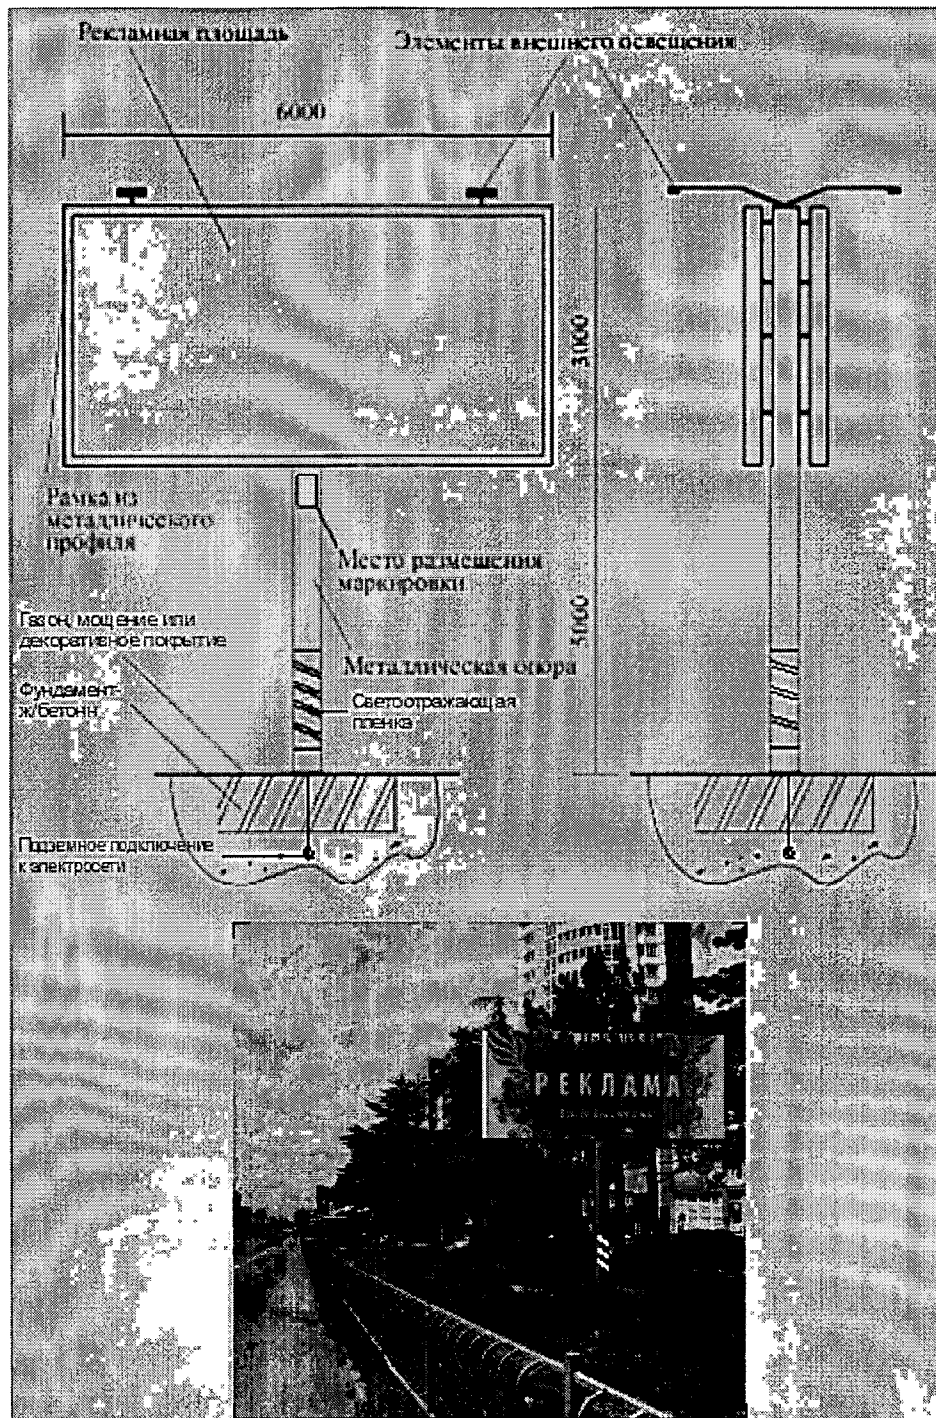 Рекламная площадь
Элементы внешнего освещения
6000
3000
Рамка из
металлического
профиля
Место размещения
маркировки
5000
Газон, мощение или
декоративное покрытие
Металлическая опора
Фундамент-
ж/бетонн
Светоотражающая
пленка
Подземное подключение
к электросети
РЕКЛАМА